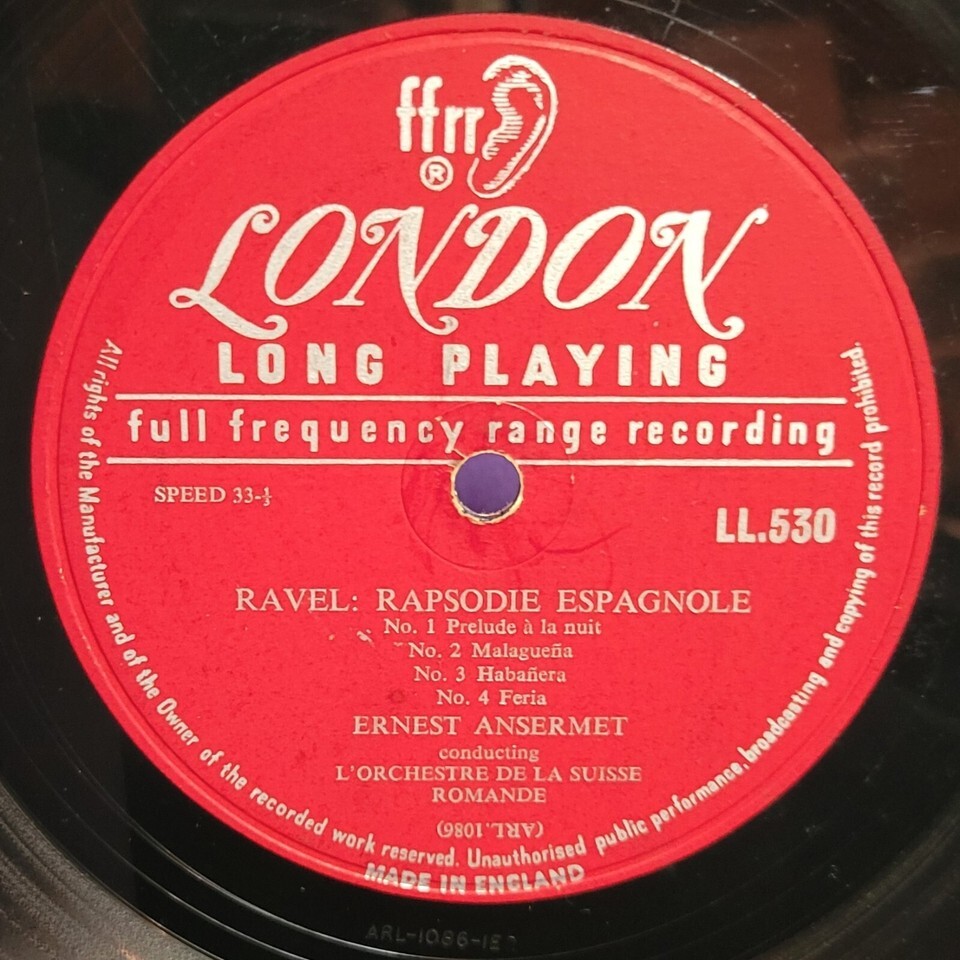 ffrr
®
LONDON
LONG PLAYING
full frequency range recording
SPEED 33-⅓
LL.530
RAVEL: RAPSODIE ESPAGNOLE
No. 1 Prelude à la nuit
No. 2 Malagueña
No. 3 Habañera
No. 4 Feria
ERNEST ANSERMET
conducting
L'ORCHESTRE DE LA SUISSE
ROMANDE
(ARL.1086)
All rights of the Manufacturer and of the Owner of the recorded work reserved. Unauthorised public performance, broadcasting and copying of this record prohibited.
MADE IN ENGLAND